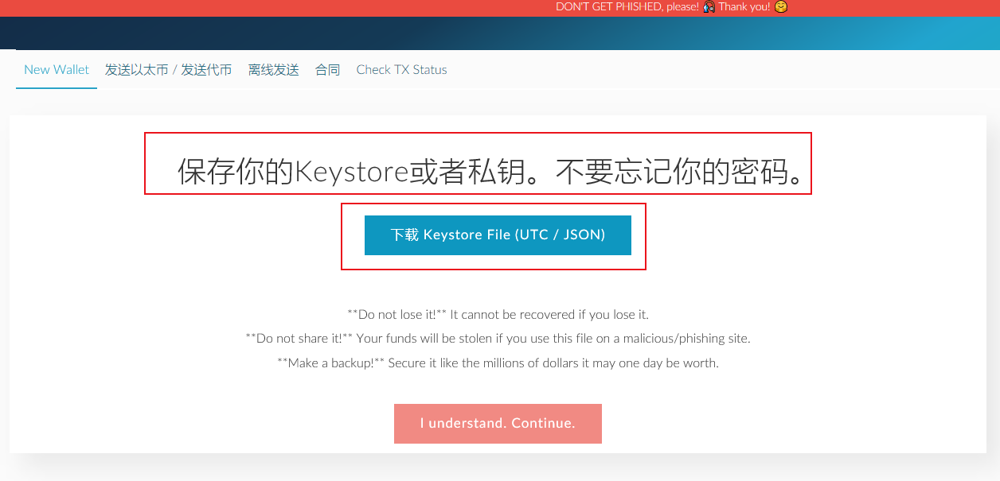 DON'T GET PHISHED, please! 🎣 Thank you! 🤗
New Wallet 发送以太币 / 发送代币 离线发送 合同 Check TX Status
保存你的Keystore或者私钥。不要忘记你的密码。
下载 Keystore File (UTC / JSON)
**Do not lose it!** It cannot be recovered if you lose it.
**Do not share it!** Your funds will be stolen if you use this file on a malicious/phishing site.
**Make a backup!** Secure it like the millions of dollars it may one day be worth.
I understand. Continue.